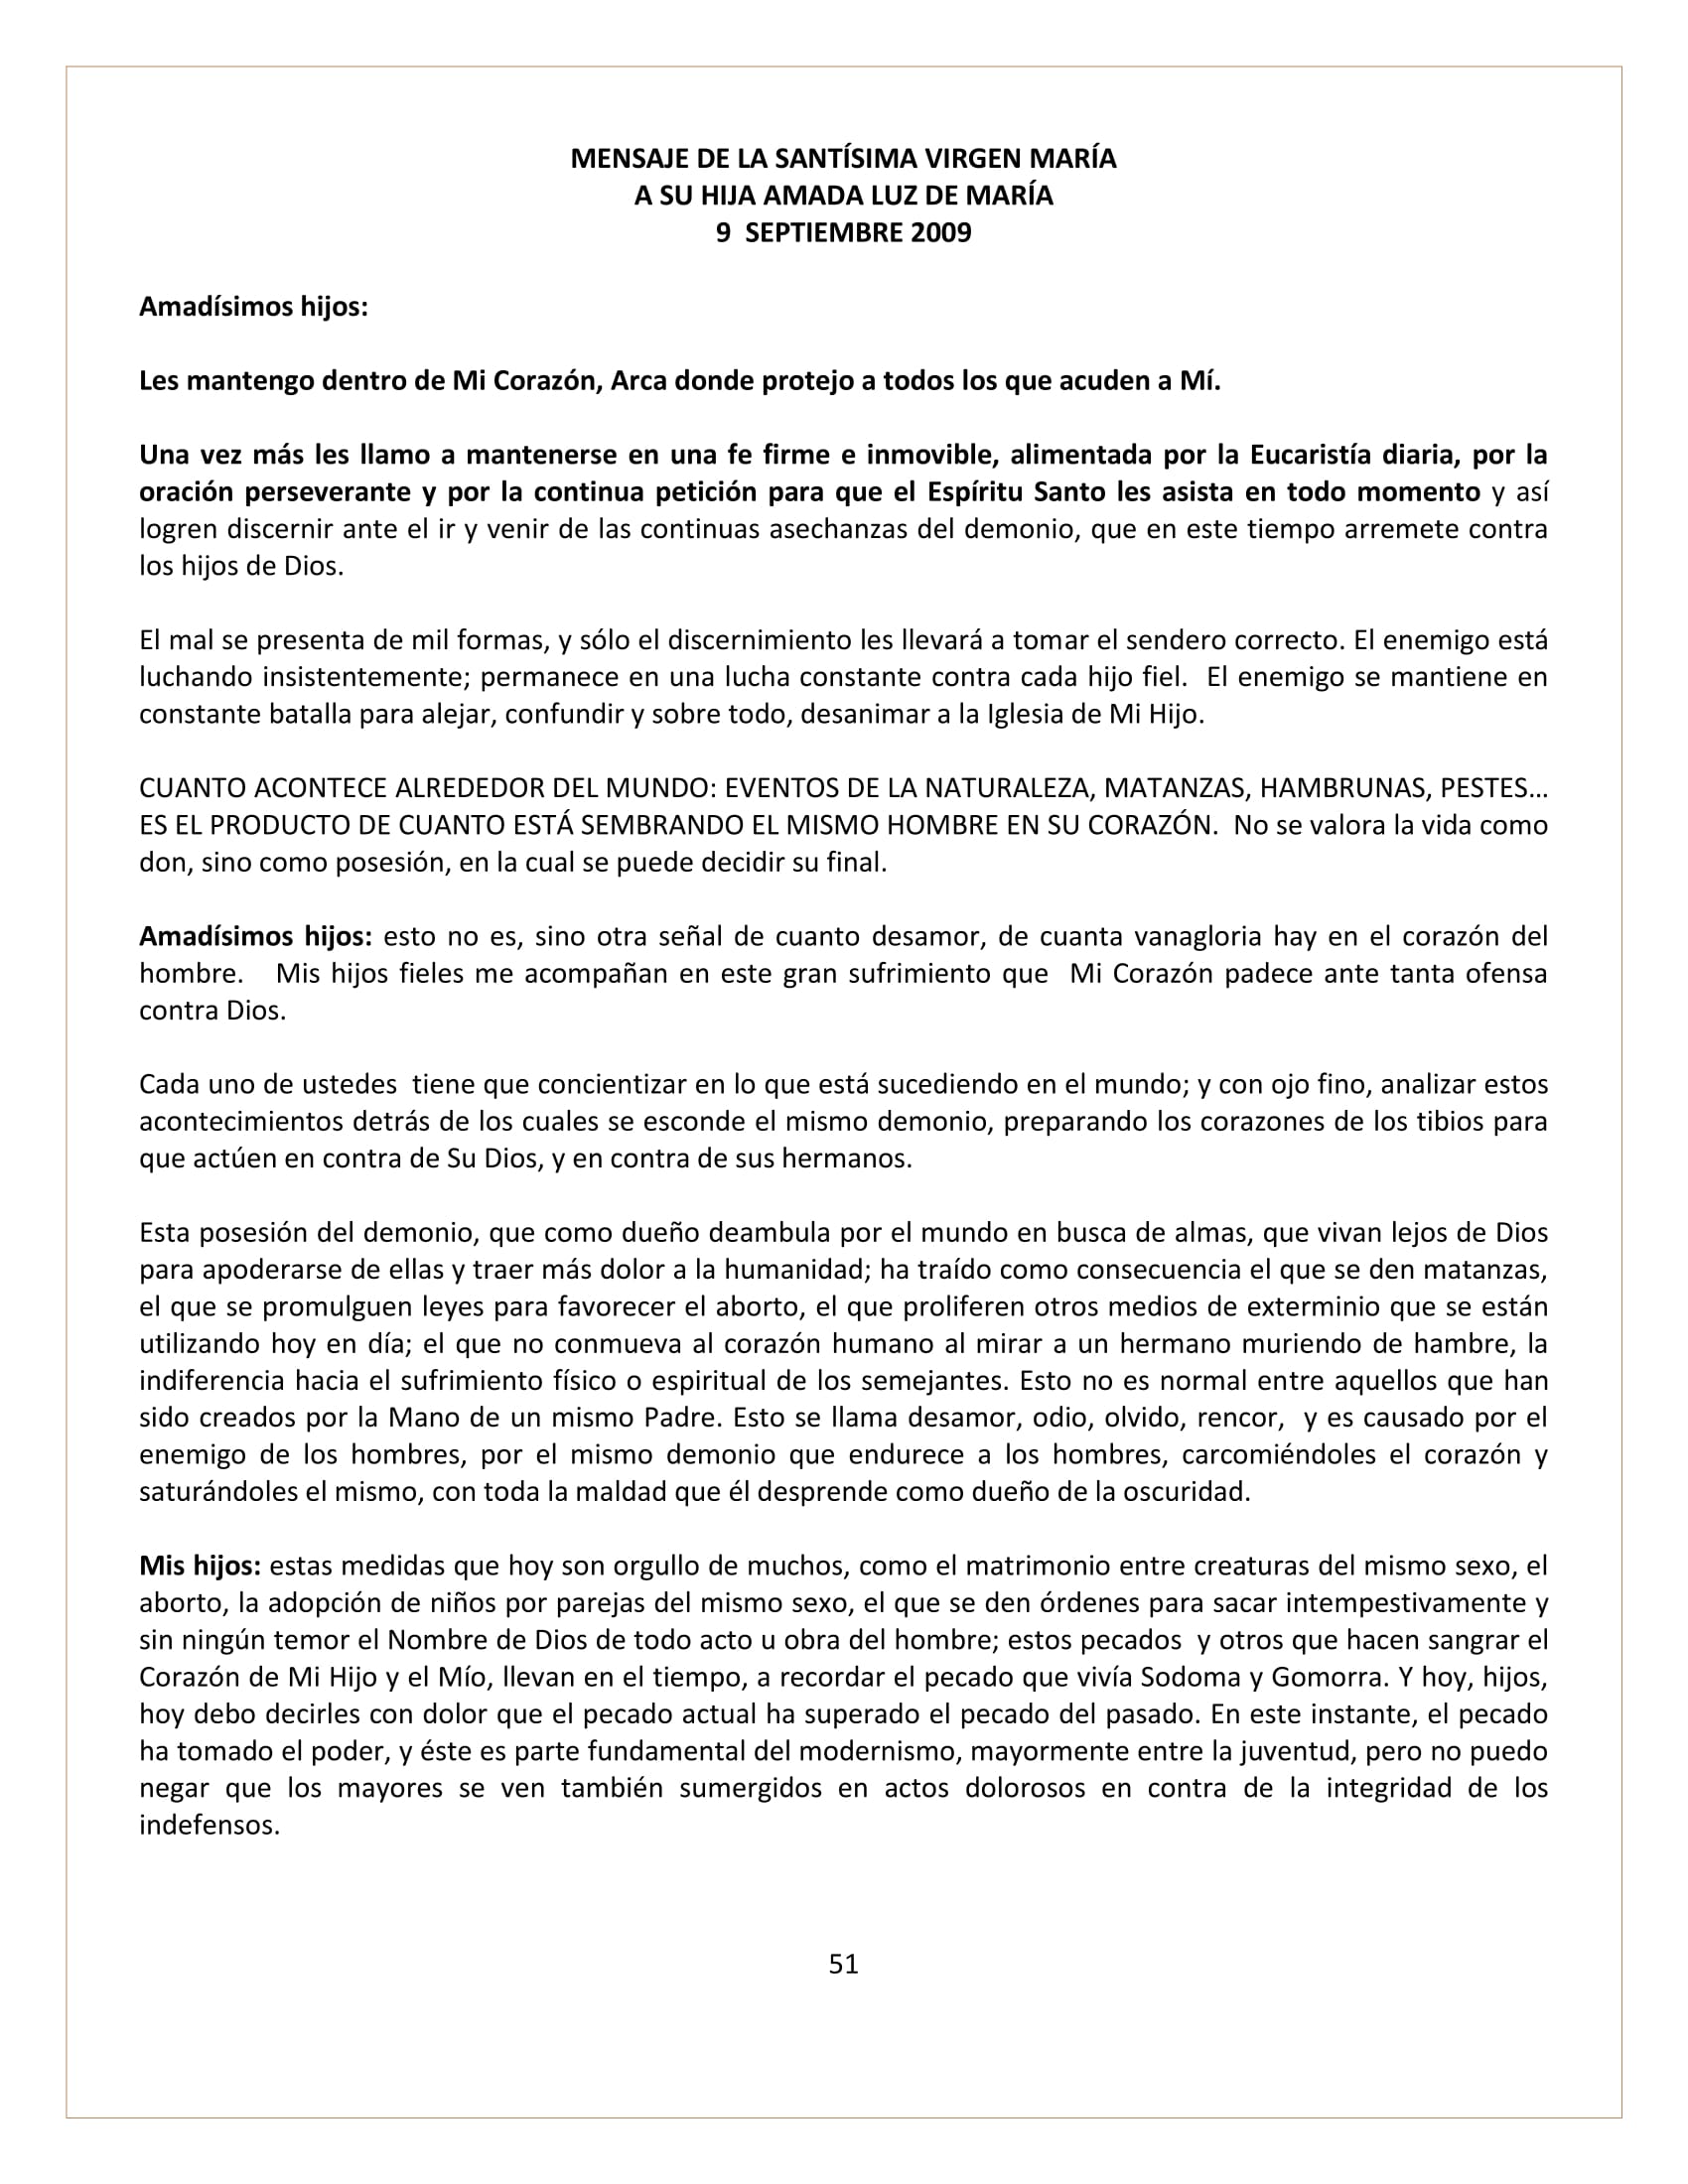 MENSAJE DE LA SANTÍSIMA VIRGEN MARÍA
A SU HIJA AMADA LUZ DE MARÍA
9  SEPTIEMBRE 2009
Amadísimos hijos:
Les mantengo dentro de Mi Corazón, Arca donde protejo a todos los que acuden a Mí.
Una vez más les llamo a mantenerse en una fe firme e inmovible, alimentada por la Eucaristía diaria, por la
oración perseverante y por la continua petición para que el Espíritu Santo les asista en todo momento y así
logren discernir ante el ir y venir de las continuas asechanzas del demonio, que en este tiempo arremete contra
los hijos de Dios.
El mal se presenta de mil formas, y sólo el discernimiento les llevará a tomar el sendero correcto. El enemigo está
luchando insistentemente; permanece en una lucha constante contra cada hijo fiel.  El enemigo se mantiene en
constante batalla para alejar, confundir y sobre todo, desanimar a la Iglesia de Mi Hijo.
CUANTO ACONTECE ALREDEDOR DEL MUNDO: EVENTOS DE LA NATURALEZA, MATANZAS, HAMBRUNAS, PESTES…
ES EL PRODUCTO DE CUANTO ESTÁ SEMBRANDO EL MISMO HOMBRE EN SU CORAZÓN.  No se valora la vida como
don, sino como posesión, en la cual se puede decidir su final.
Amadísimos hijos: esto no es, sino otra señal de cuanto desamor, de cuanta vanagloria hay en el corazón del
hombre.   Mis hijos fieles me acompañan en este gran sufrimiento que  Mi Corazón padece ante tanta ofensa
contra Dios.
Cada uno de ustedes  tiene que concientizar en lo que está sucediendo en el mundo; y con ojo fino, analizar estos
acontecimientos detrás de los cuales se esconde el mismo demonio, preparando los corazones de los tibios para
que actúen en contra de Su Dios, y en contra de sus hermanos.
Esta posesión del demonio, que como dueño deambula por el mundo en busca de almas, que vivan lejos de Dios
para apoderarse de ellas y traer más dolor a la humanidad; ha traído como consecuencia el que se den matanzas,
el que se promulguen leyes para favorecer el aborto, el que proliferen otros medios de exterminio que se están
utilizando hoy en día; el que no conmueva al corazón humano al mirar a un hermano muriendo de hambre, la
indiferencia hacia el sufrimiento físico o espiritual de los semejantes. Esto no es normal entre aquellos que han
sido creados por la Mano de un mismo Padre. Esto se llama desamor, odio, olvido, rencor,  y es causado por el
enemigo de los hombres, por el mismo demonio que endurece a los hombres, carcomiéndoles el corazón y
saturándoles el mismo, con toda la maldad que él desprende como dueño de la oscuridad.
Mis hijos: estas medidas que hoy son orgullo de muchos, como el matrimonio entre creaturas del mismo sexo, el
aborto, la adopción de niños por parejas del mismo sexo, el que se den órdenes para sacar intempestivamente y
sin ningún temor el Nombre de Dios de todo acto u obra del hombre; estos pecados  y otros que hacen sangrar el
Corazón de Mi Hijo y el Mío, llevan en el tiempo, a recordar el pecado que vivía Sodoma y Gomorra. Y hoy, hijos,
hoy debo decirles con dolor que el pecado actual ha superado el pecado del pasado. En este instante, el pecado
ha tomado el poder, y éste es parte fundamental del modernismo, mayormente entre la juventud, pero no puedo
negar que los mayores se ven también sumergidos en actos dolorosos en contra de la integridad de los
indefensos.
51